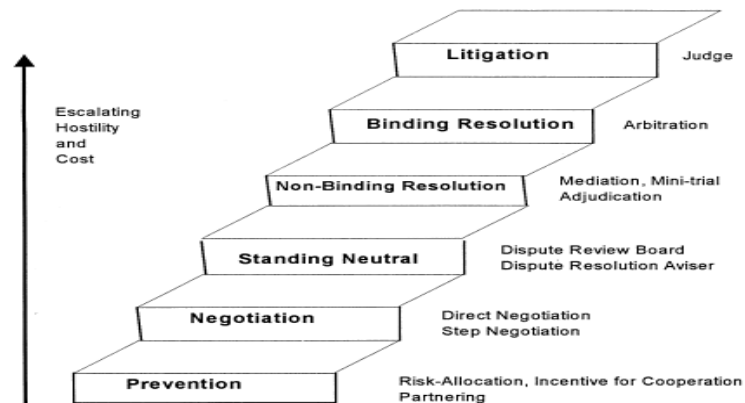 Litigation
Judge
Escalating
Hostility
and
Cost
Binding Resolution
Arbitration
Non-Binding Resolution
Mediation, Mini-trial
Adjudication
Standing Neutral
Dispute Review Board
Dispute Resolution Aviser
Negotiation
Direct Negotiation
Step Negotiation
Prevention
Risk-Allocation, Incentive for Cooperation
Partnering